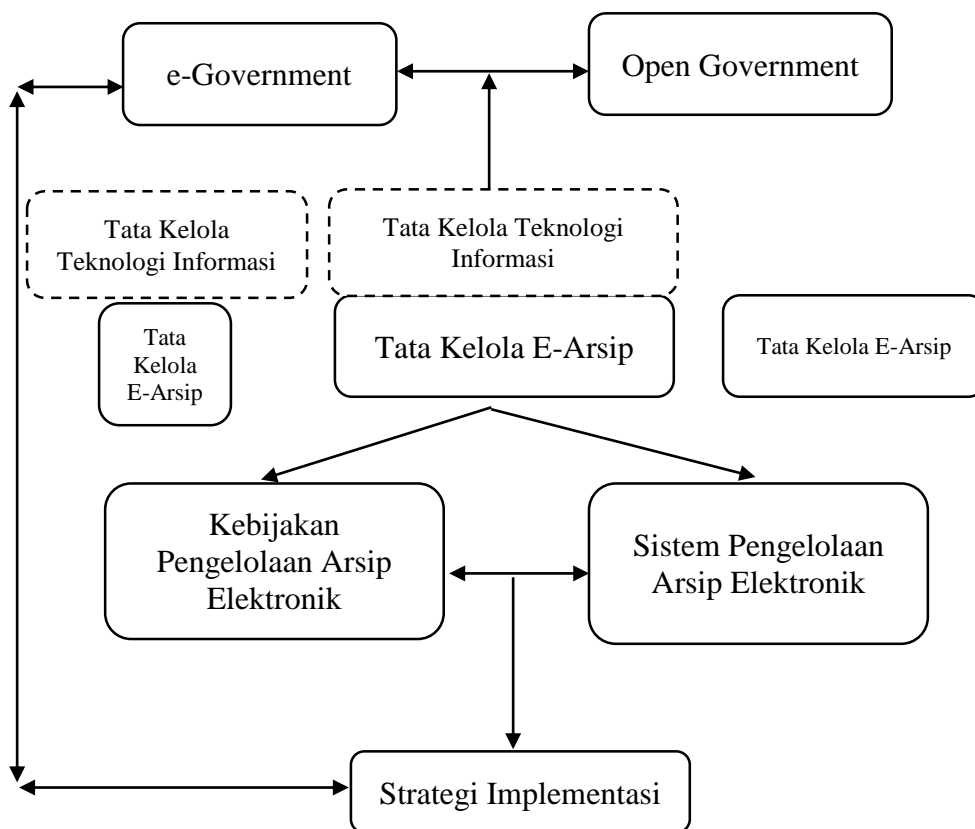 e-Government
Open Government
Tata Kelola
Teknologi Informasi
Tata Kelola Teknologi
Informasi
Tata
Kelola
E-Arsip
Tata Kelola E-Arsip
Tata Kelola E-Arsip
Kebijakan
Pengelolaan Arsip
Elektronik
Sistem Pengelolaan
Arsip Elektronik
Strategi Implementasi